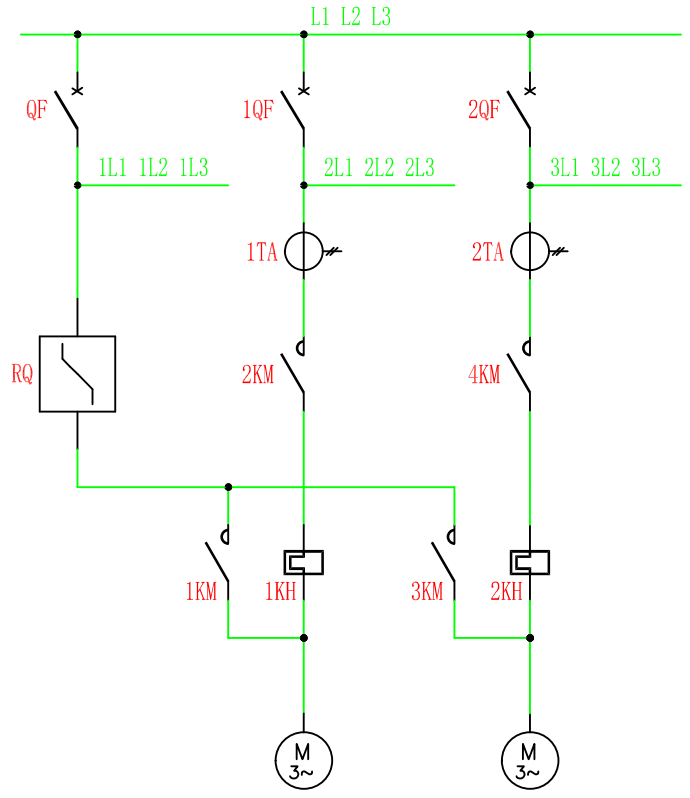 L1 L2 L3
QF 1QF 2QF
1L1 1L2 1L3 2L1 2L2 2L3 3L1 3L2 3L3
1TA 2TA
RQ 2KM 4KM
1KM 1KH 3KM 2KH
M M
3~ 3~